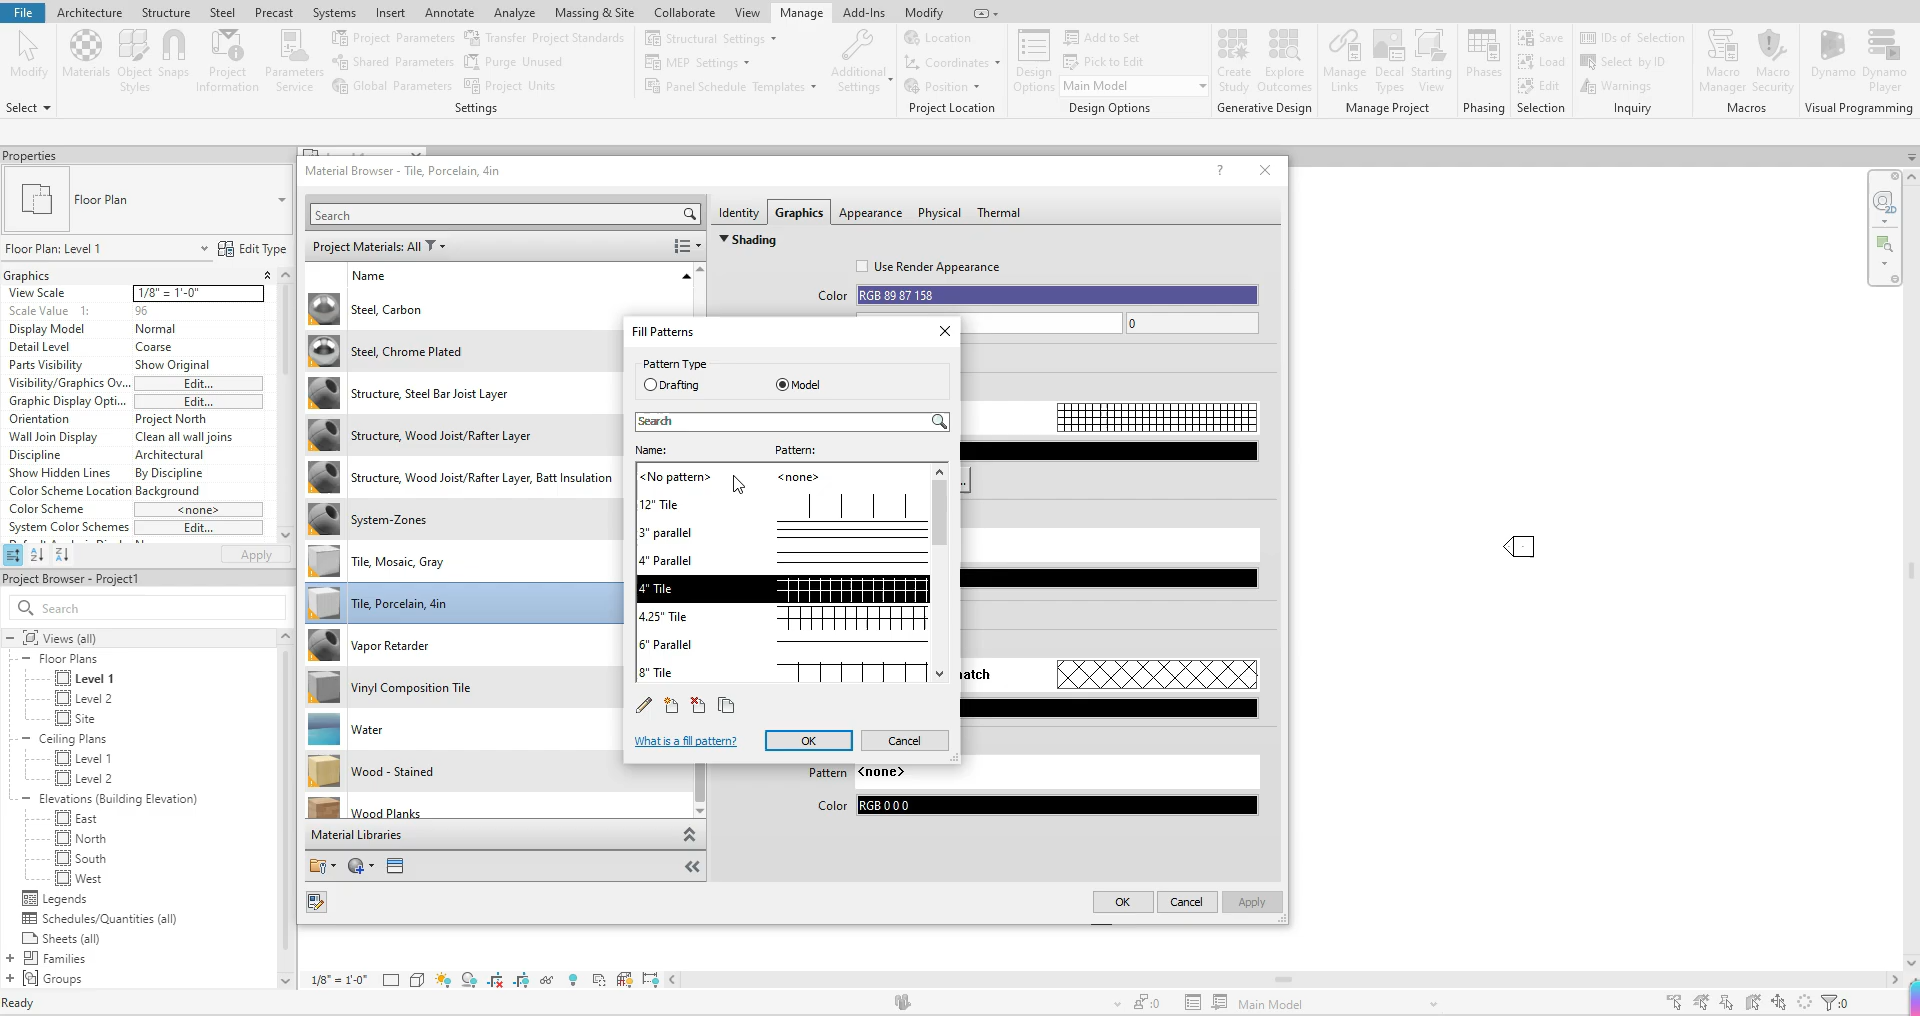 File Architecture Structure Steel Precast Systems Insert Annotate Analyze Massing & Site Collaborate View Manage Add-Ins Modify
Modify
Materials
Object Styles
Snaps
Project Information
Parameters Service
Project Parameters
Shared Parameters
Global Parameters
Transfer Project Standards
Purge Unused
Project Units
Structural Settings
MEP Settings
Panel Schedule Templates
Additional Settings
Location
Coordinates
Position
Design Options
Add to Set
Pick to Edit
Main Model
Create Study
Explore Outcomes
Manage Links
Decal Types
Starting View
Phases
Save
Load
Edit
IDs of Selection
Select by ID
Warnings
Macro Manager
Macro Security
Dynamo
Dynamo Player
Select
Settings
Project Location
Design Options
Generative Design
Manage Project
Phasing
Selection
Inquiry
Macros
Visual Programming
Properties
Floor Plan
Floor Plan: Level 1
Edit Type
Graphics
View Scale 1/8" = 1'-0"
Scale Value 1: 96
Display Model Normal
Detail Level Coarse
Parts Visibility Show Original
Visibility/Graphics Ov... Edit...
Graphic Display Opti... Edit...
Orientation Project North
Wall Join Display Clean all wall joins
Discipline Architectural
Show Hidden Lines By Discipline
Color Scheme Location Background
Color Scheme <none>
System Color Schemes Edit...
Apply
Project Browser - Project1
Search
Views (all)
Floor Plans
Level 1
Level 2
Site
Ceiling Plans
Level 1
Level 2
Elevations (Building Elevation)
East
North
South
West
Legends
Schedules/Quantities (all)
Sheets (all)
Families
Groups
Material Browser - Tile, Porcelain, 4in
?
Search
Project Materials: All
Name
Steel, Carbon
Steel, Chrome Plated
Structure, Steel Bar Joist Layer
Structure, Wood Joist/Rafter Layer
Structure, Wood Joist/Rafter Layer, Batt Insulation
System-Zones
Tile, Mosaic, Gray
Tile, Porcelain, 4in
Vapor Retarder
Vinyl Composition Tile
Water
Wood - Stained
Wood Planks
Material Libraries
Identity Graphics Appearance Physical Thermal
Shading
Use Render Appearance
Color RGB 89 87 158
0
Fill Patterns
Pattern Type
Drafting Model
Search
Name: Pattern:
<No pattern> <none>
12" Tile
3" parallel
4" Parallel
4" Tile
4.25" Tile
6" Parallel
8" Tile
What is a fill pattern?
OK Cancel
..
atch
Pattern <none>
Color RGB 0 0 0
OK Cancel Apply
1/8" = 1'-0"
2D
Ready
:0
Main Model
:0